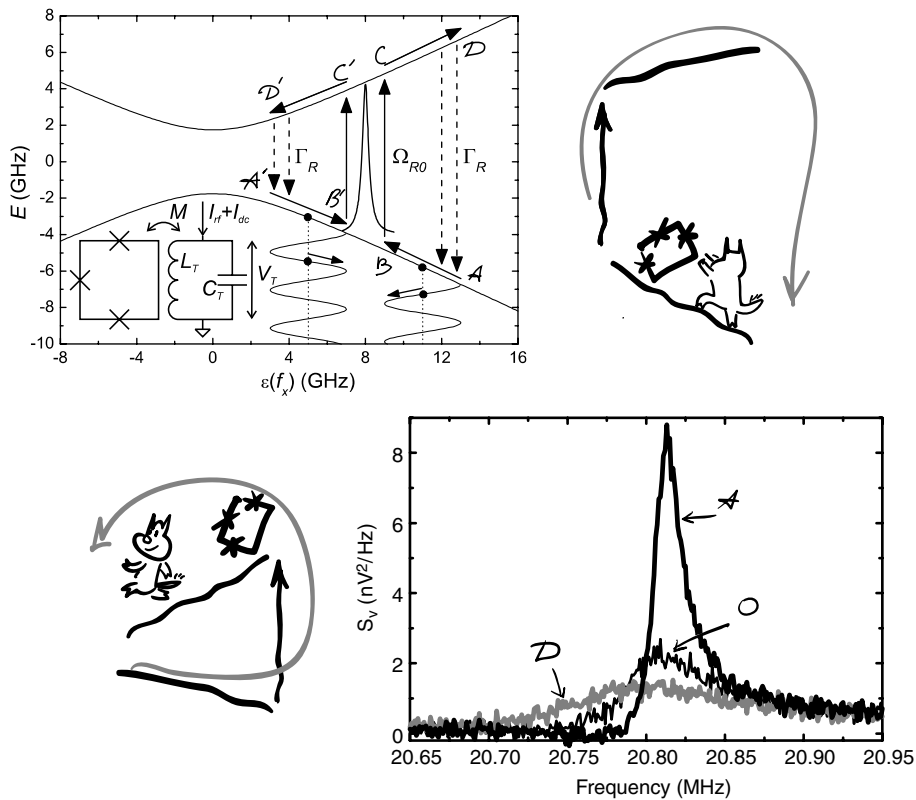 8
6
4
2
0
-2
-4
-6
-8
-10
E (GHz)
-8 -4 0 4 8 12 16
ε(fₓ) (GHz)
C D
D′ C′
Γ_R Ω_R0 Γ_R
A′ B′
B A
M I_rf+I_dc
L_T
C_T V_T
8
6
4
2
0
S_v (nV²/Hz)
A
O
D
20.65 20.70 20.75 20.80 20.85 20.90 20.95
Frequency (MHz)